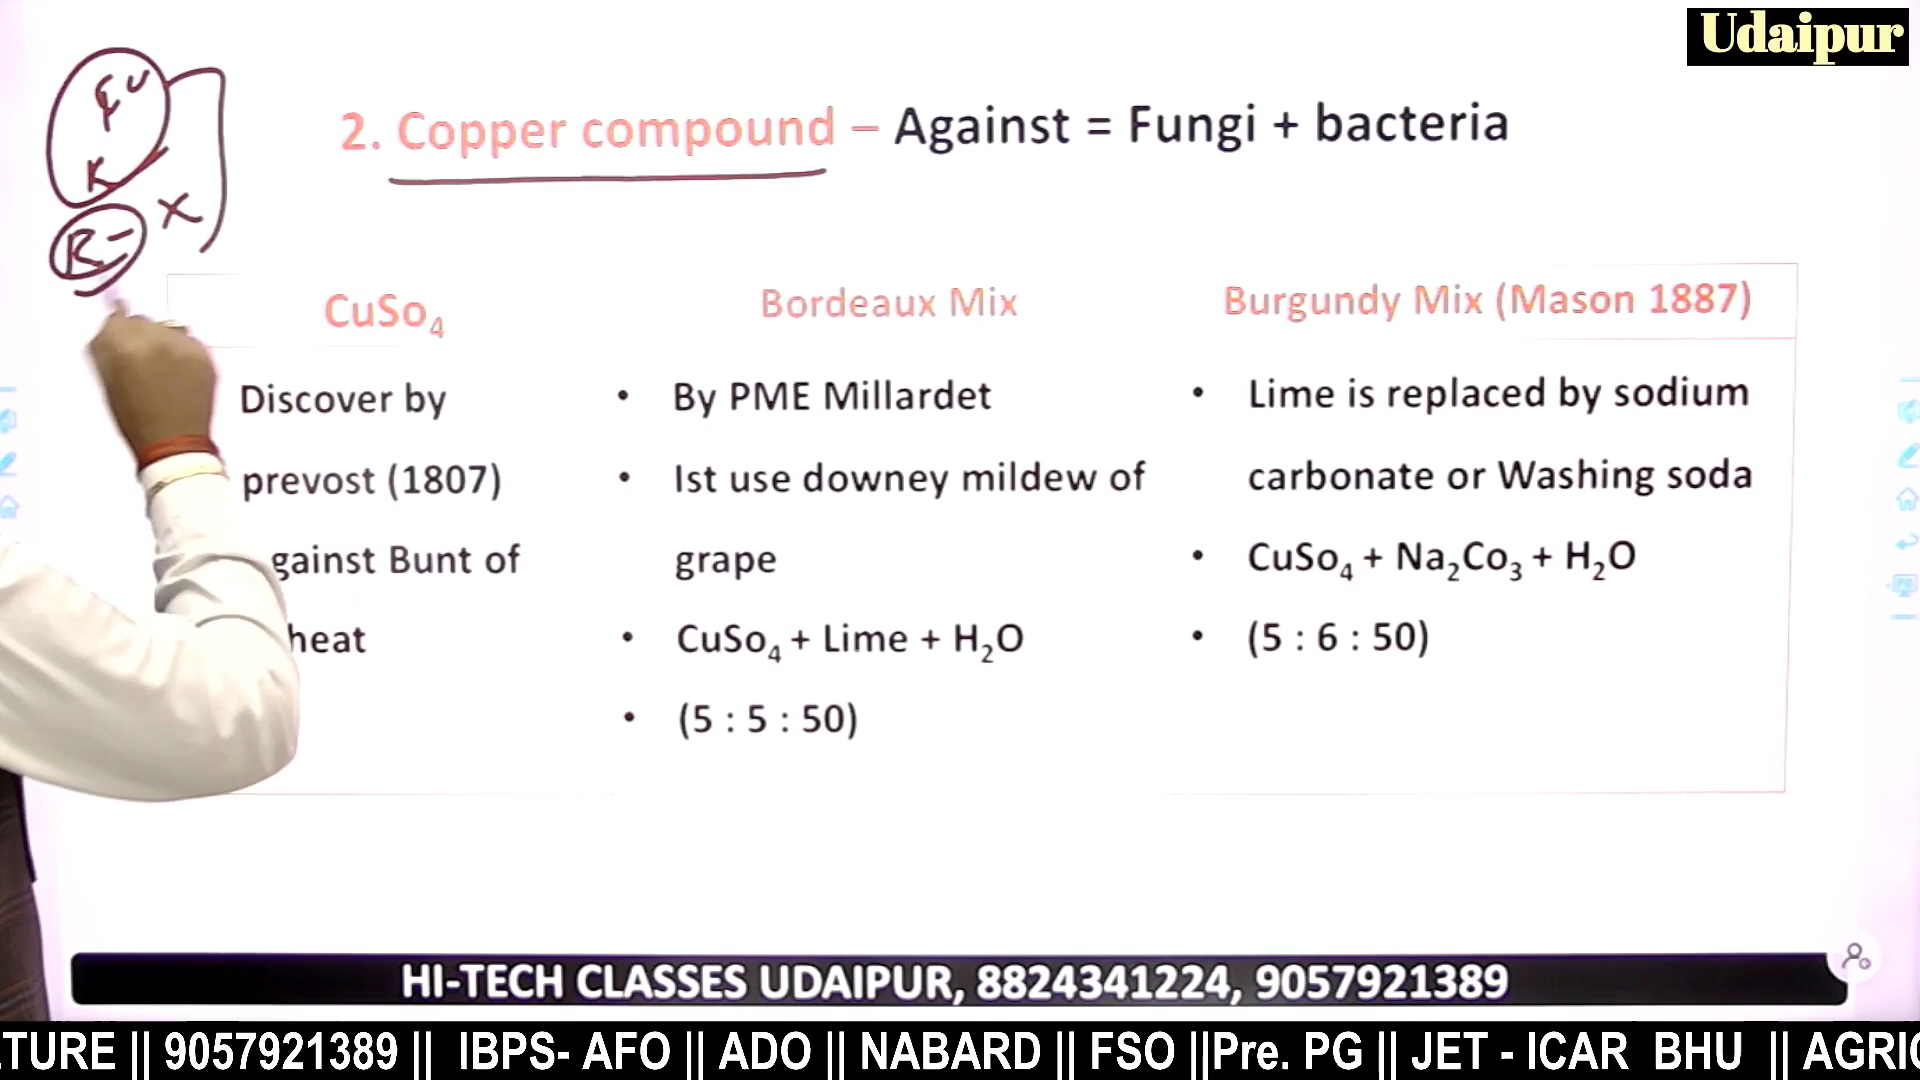 Udaipur
2. Copper compound – Against = Fungi + bacteria
CuSo₄
Bordeaux Mix
Burgundy Mix (Mason 1887)
Discover by
prevost (1807)
gainst Bunt of
heat
• By PME Millardet
• Ist use downey mildew of
grape
• CuSo₄ + Lime + H₂O
• (5 : 5 : 50)
• Lime is replaced by sodium
carbonate or Washing soda
• CuSo₄ + Na₂Co₃ + H₂O
• (5 : 6 : 50)
HI-TECH CLASSES UDAIPUR, 8824341224, 9057921389
TURE || 9057921389 || IBPS- AFO || ADO || NABARD || FSO ||Pre. PG || JET - ICAR BHU || AGRIC